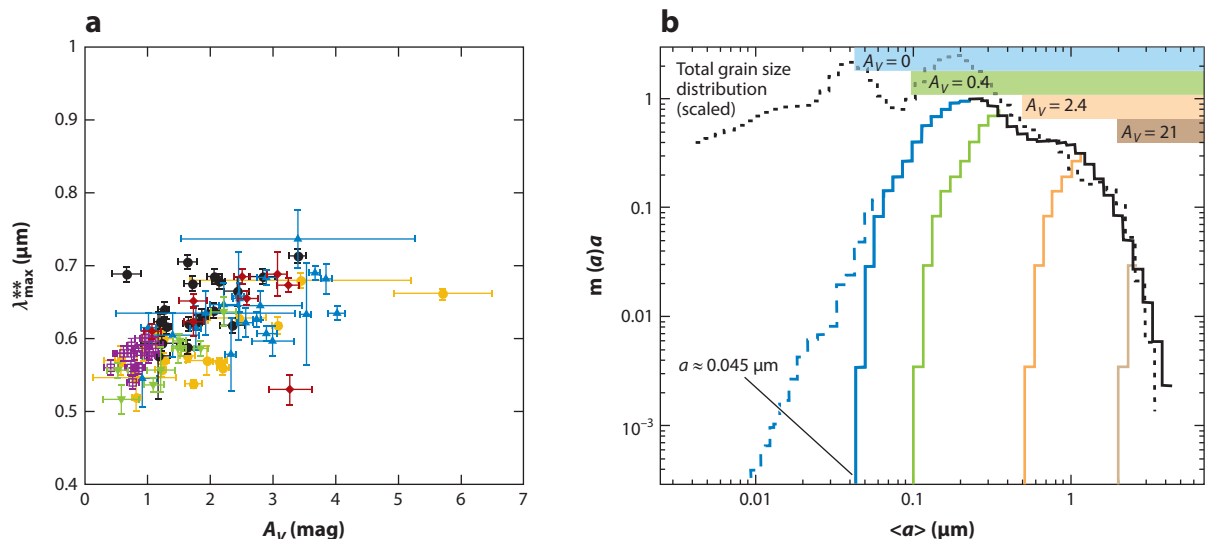 a
1
0.9
0.8
0.7
0.6
0.5
0.4
0
1
2
3
4
5
6
7
λ**max (μm)
AV (mag)
b
Total grain size
distribution
(scaled)
AV = 0
AV = 0.4
AV = 2.4
AV = 21
a ≈ 0.045 μm
1
0.1
0.01
10−3
0.01
0.1
1
m (a) a
<a> (μm)